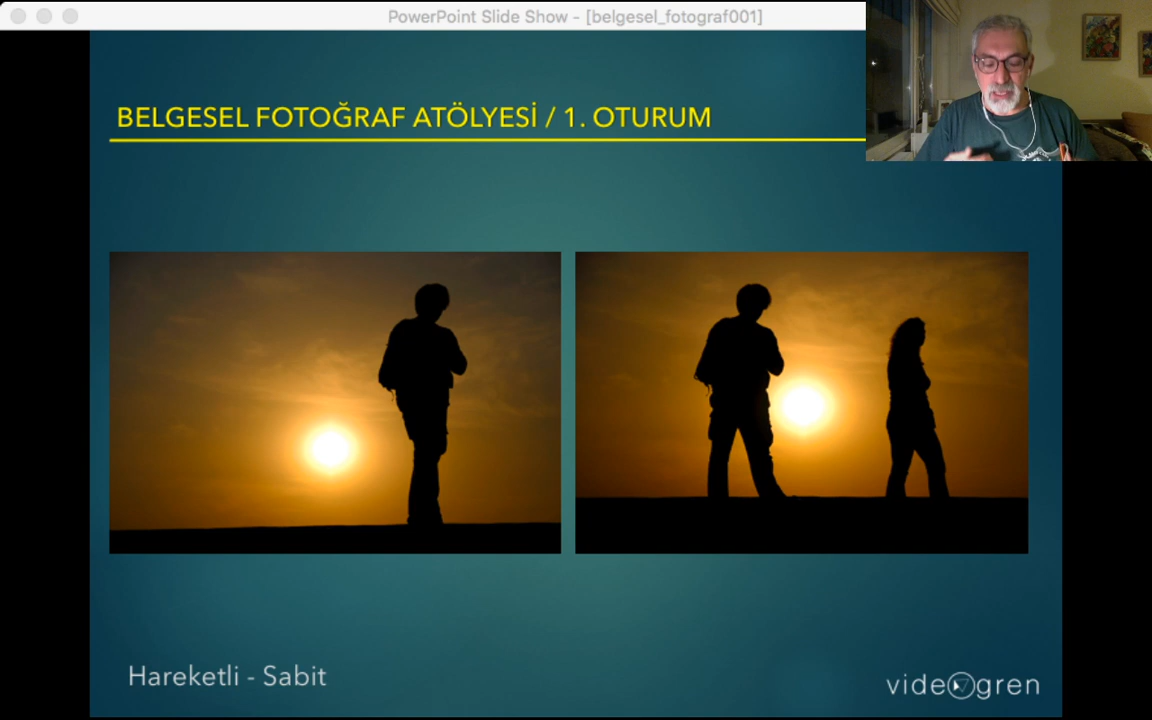 PowerPoint Slide Show - [belgesel_fotograf001]
BELGESEL FOTOĞRAF ATÖLYESİ / 1. OTURUM
Hareketli - Sabit
videogren